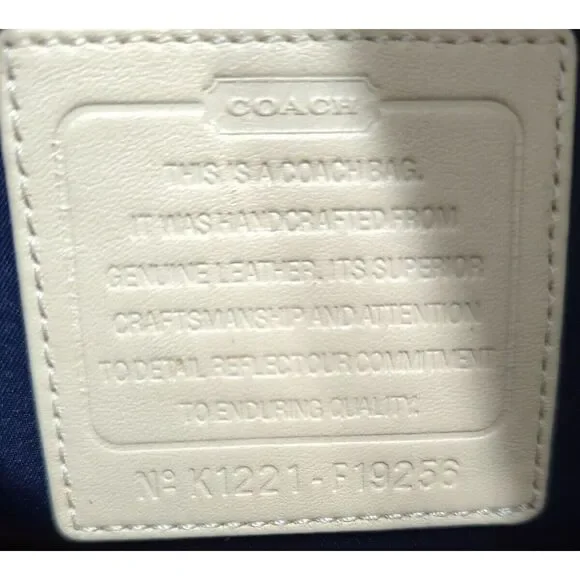 COACH
THIS IS A COACH BAG.
IT WAS HANDCRAFTED FROM
GENUINE LEATHER. ITS SUPERIOR
CRAFTSMANSHIP AND ATTENTION
TO DETAIL REFLECT OUR COMMITMENT
TO ENDURING QUALITY.
Nº K1221-F19256